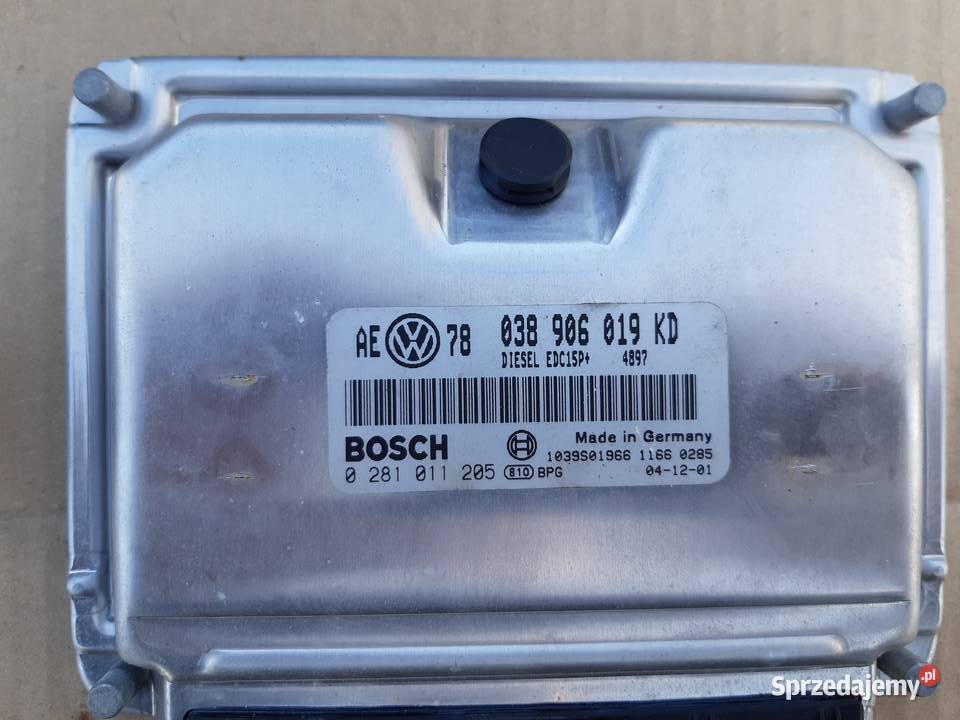 AE VW 78 038 906 019 KD
DIESEL EDC15P+ 4897
BOSCH Made in Germany
1039S01966 1166 0285
0 281 011 205 810 BPG 04-12-01
Sprzedajemy.pl